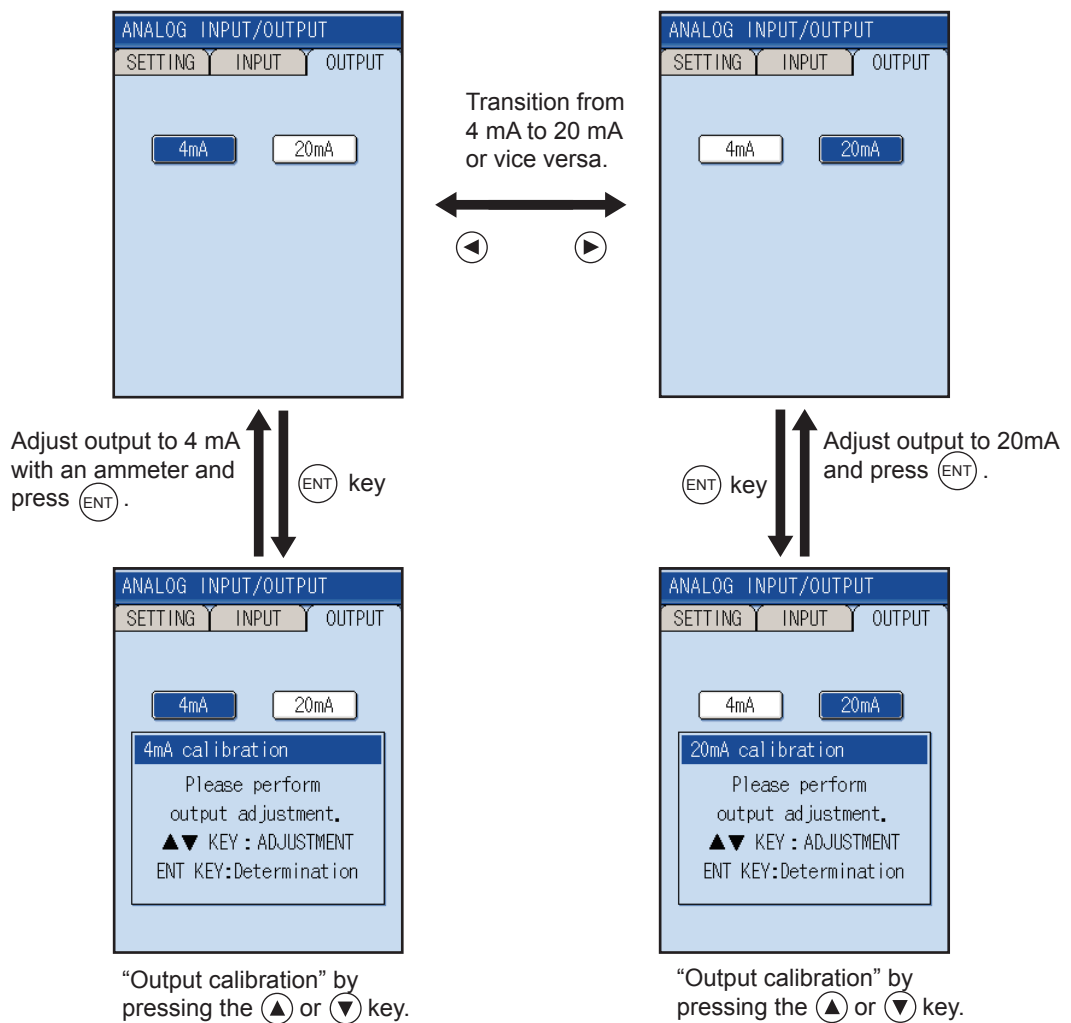 ANALOG INPUT/OUTPUT
SETTING INPUT OUTPUT
4mA 20mA
Transition from
4 mA to 20 mA
or vice versa.
ANALOG INPUT/OUTPUT
SETTING INPUT OUTPUT
4mA 20mA
Adjust output to 4 mA
with an ammeter and
press ENT .
ENT key
ENT key
Adjust output to 20mA
and press ENT .
ANALOG INPUT/OUTPUT
SETTING INPUT OUTPUT
4mA 20mA
4mA calibration
Please perform
output adjustment.
▲▼ KEY : ADJUSTMENT
ENT KEY:Determination
“Output calibration” by
pressing the ▲ or ▼ key.
ANALOG INPUT/OUTPUT
SETTING INPUT OUTPUT
4mA 20mA
20mA calibration
Please perform
output adjustment.
▲▼ KEY : ADJUSTMENT
ENT KEY:Determination
“Output calibration” by
pressing the ▲ or ▼ key.